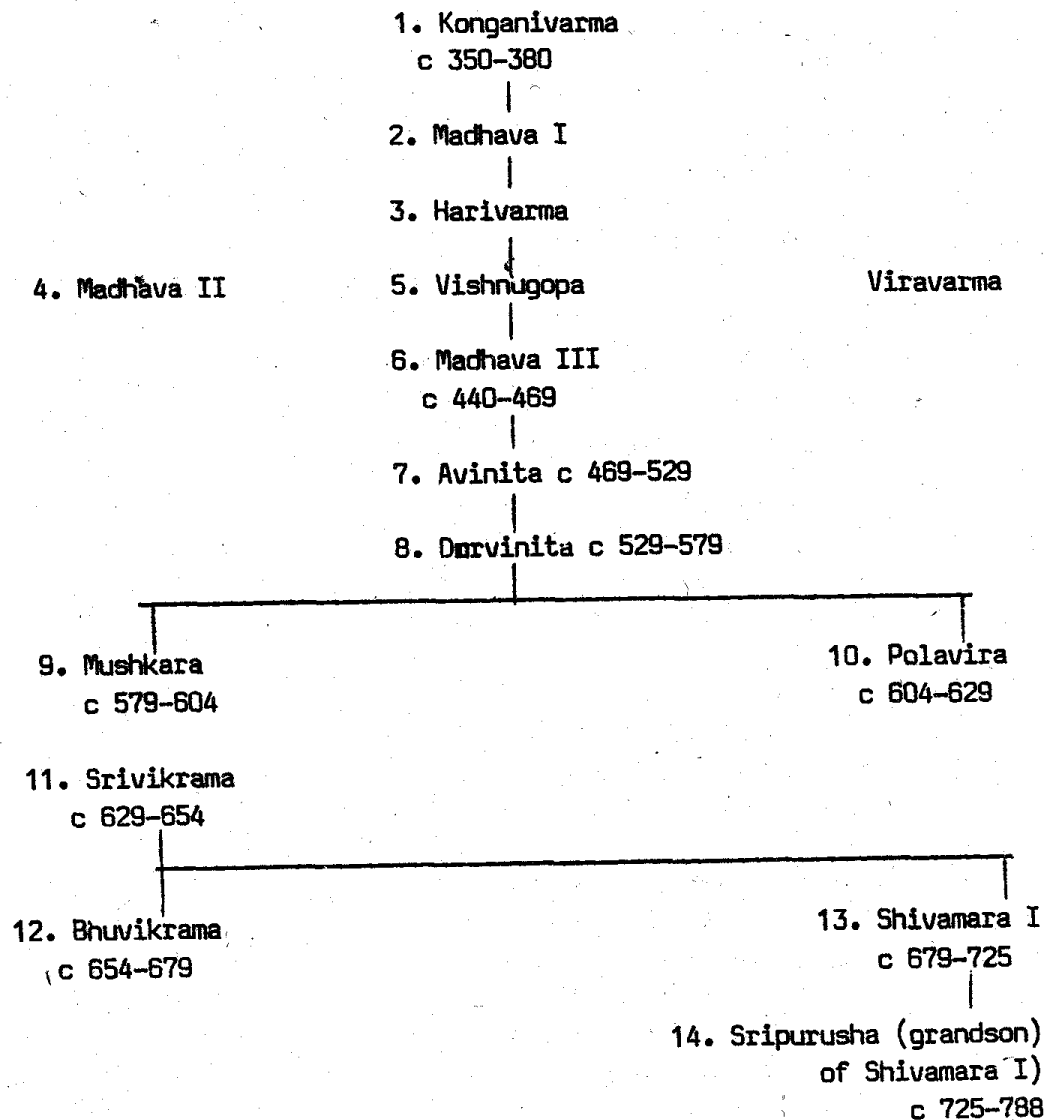 1. Konganivarma
c 350-380
2. Madhava I
3. Harivarma
4. Madhava II 5. Vishnugopa Viravarma
6. Madhava III
c 440-469
7. Avinita c 469-529
8. Durvinita c 529-579
9. Mushkara 10. Polavira
c 579-604 c 604-629
11. Srivikrama
c 629-654
12. Bhuvikrama 13. Shivamara I
c 654-679 c 679-725
14. Sripurusha (grandson)
of Shivamara I)
c 725-788